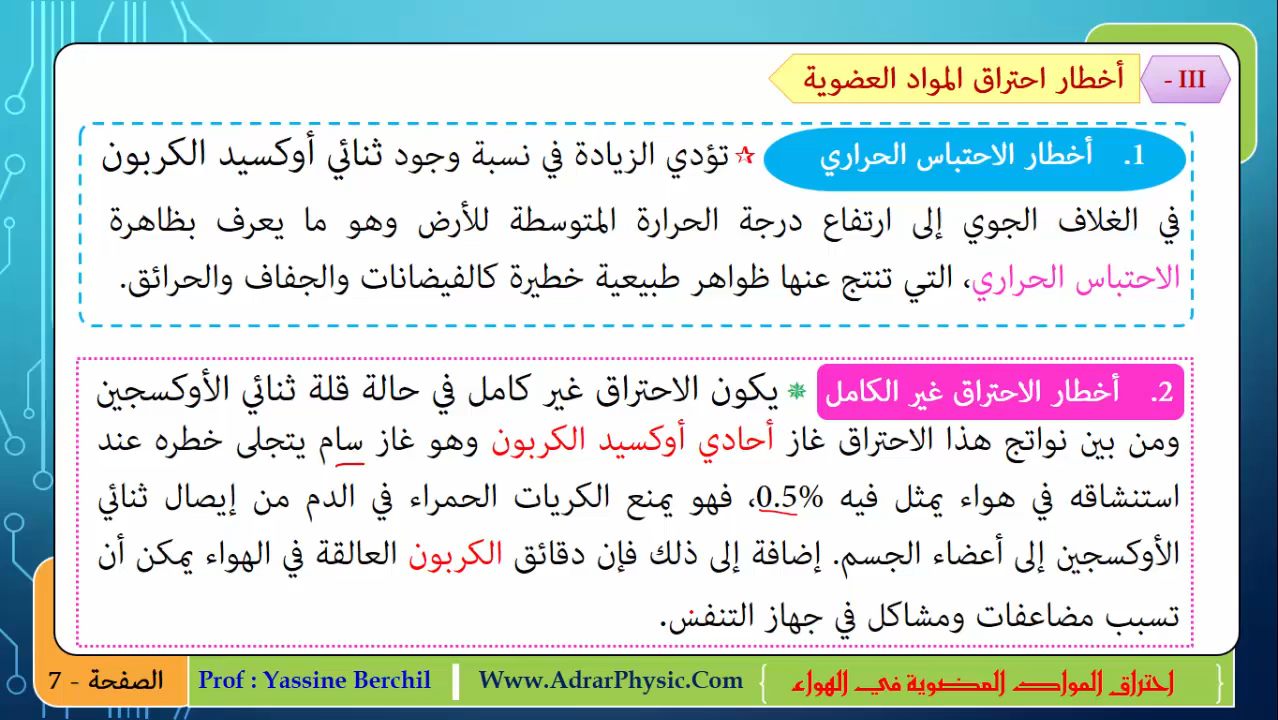 III -
أخطار احتراق المواد العضوية
1. أخطار الاحتباس الحراري
تؤدي الزيادة في نسبة وجود ثنائي أوكسيد الكربون
في الغلاف الجوي إلى ارتفاع درجة الحرارة المتوسطة للأرض وهو ما يعرف بظاهرة
الاحتباس الحراري، التي تنتج عنها ظواهر طبيعية خطيرة كالفيضانات والجفاف والحرائق.
2. أخطار الاحتراق غير الكامل
يكون الاحتراق غير كامل في حالة قلة ثنائي الأوكسجين
ومن بين نواتج هذا الاحتراق غاز أحادي أوكسيد الكربون وهو غاز سام يتجلى خطره عند
استنشاقه في هواء يمثل فيه 0.5%، فهو يمنع الكريات الحمراء في الدم من إيصال ثنائي
الأوكسجين إلى أعضاء الجسم. إضافة إلى ذلك فإن دقائق الكربون العالقة في الهواء يمكن أن
تسبب مضاعفات ومشاكل في جهاز التنفس.
احتراق المواد العضوية في الهواء
Www.AdrarPhysic.Com
Prof : Yassine Berchil
الصفحة - 7